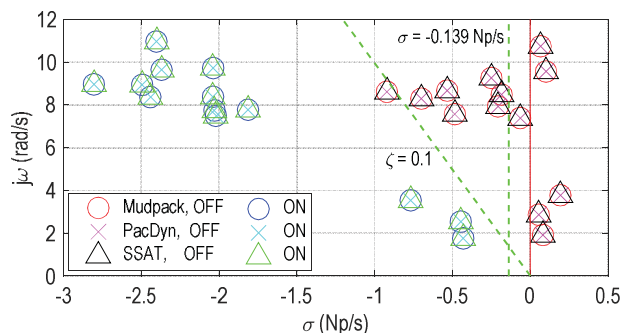 12
σ = -0.139 Np/s
10
8
6
ζ = 0.1
4
2
0
jω (rad/s)
Mudpack, OFF ON
PacDyn, OFF ON
SSAT, OFF ON
-3 -2.5 -2 -1.5 -1 -0.5 0 0.5
σ (Np/s)